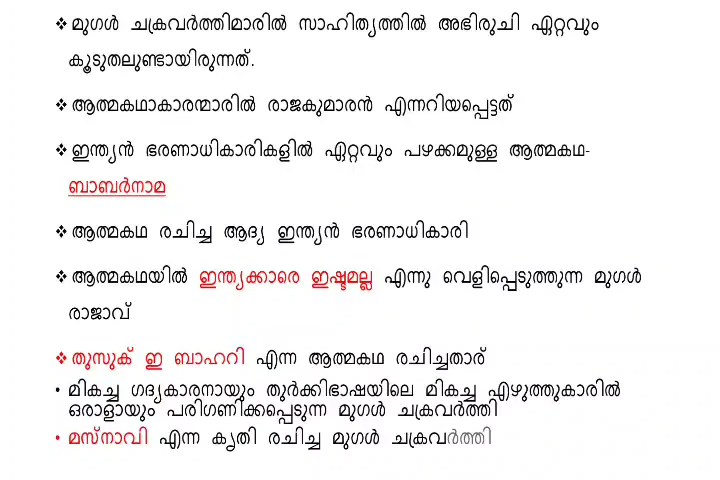 ❖ മുഗൾ ചക്രവർത്തിമാരിൽ സാഹിത്യത്തിൽ അഭിരുചി ഏറ്റവും
കൂടുതലുണ്ടായിരുന്നത്.
❖ ആത്മകഥാകാരന്മാരിൽ രാജകുമാരൻ എന്നറിയപ്പെട്ടത്
❖ ഇന്ത്യൻ ഭരണാധികാരികളിൽ ഏറ്റവും പഴക്കമുള്ള ആത്മകഥ-
ബാബർനാമ
❖ ആത്മകഥ രചിച്ച ആദ്യ ഇന്ത്യൻ ഭരണാധികാരി
❖ ആത്മകഥയിൽ ഇന്ത്യക്കാരെ ഇഷ്ടമല്ല എന്നു വെളിപ്പെടുത്തുന്ന മുഗൾ
രാജാവ്
❖ തുസുക് ഇ ബാഹറി എന്ന ആത്മകഥ രചിച്ചതാര്
• മികച്ച ഗദ്യകാരനായും തുർക്കിഭാഷയിലെ മികച്ച എഴുത്തുകാരിൽ
ഒരാളായും പരിഗണിക്കപ്പെടുന്ന മുഗൾ ചക്രവർത്തി
• മസ്നാവി എന്ന കൃതി രചിച്ച മുഗൾ ചക്രവർത്തി